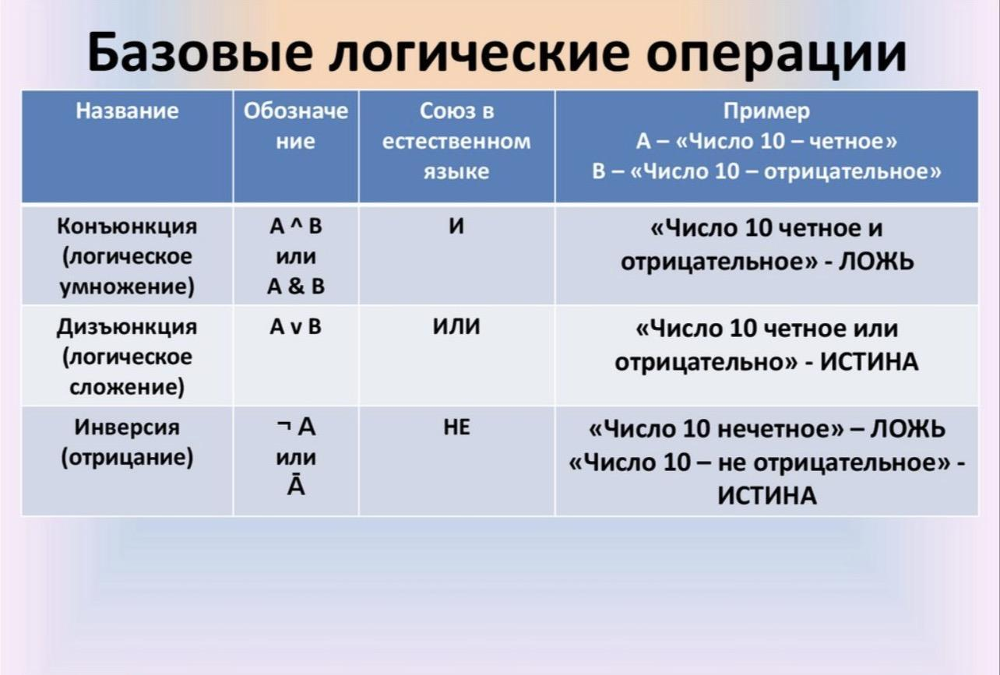 Базовые логические операции
Название
Обозначе
ние
Союз в
естественном
языке
Пример
А – «Число 10 – четное»
В – «Число 10 – отрицательное»
Конъюнкция
(логическое
умножение)
А ^ В
или
А & В
И
«Число 10 четное и
отрицательное» - ЛОЖЬ
Дизъюнкция
(логическое
сложение)
А v В
ИЛИ
«Число 10 четное или
отрицательно» - ИСТИНА
Инверсия
(отрицание)
¬ А
или
Ā
НЕ
«Число 10 нечетное» – ЛОЖЬ
«Число 10 – не отрицательное» -
ИСТИНА